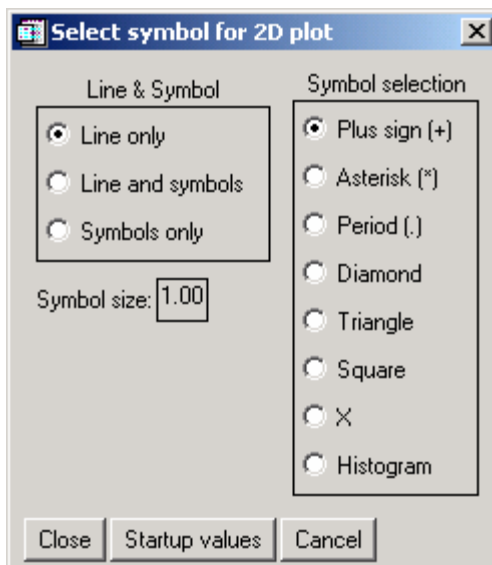 Select symbol for 2D plot
Line & Symbol
Line only
Line and symbols
Symbols only
Symbol size: 1.00
Symbol selection
Plus sign (+)
Asterisk (*)
Period (.)
Diamond
Triangle
Square
X
Histogram
Close
Startup values
Cancel